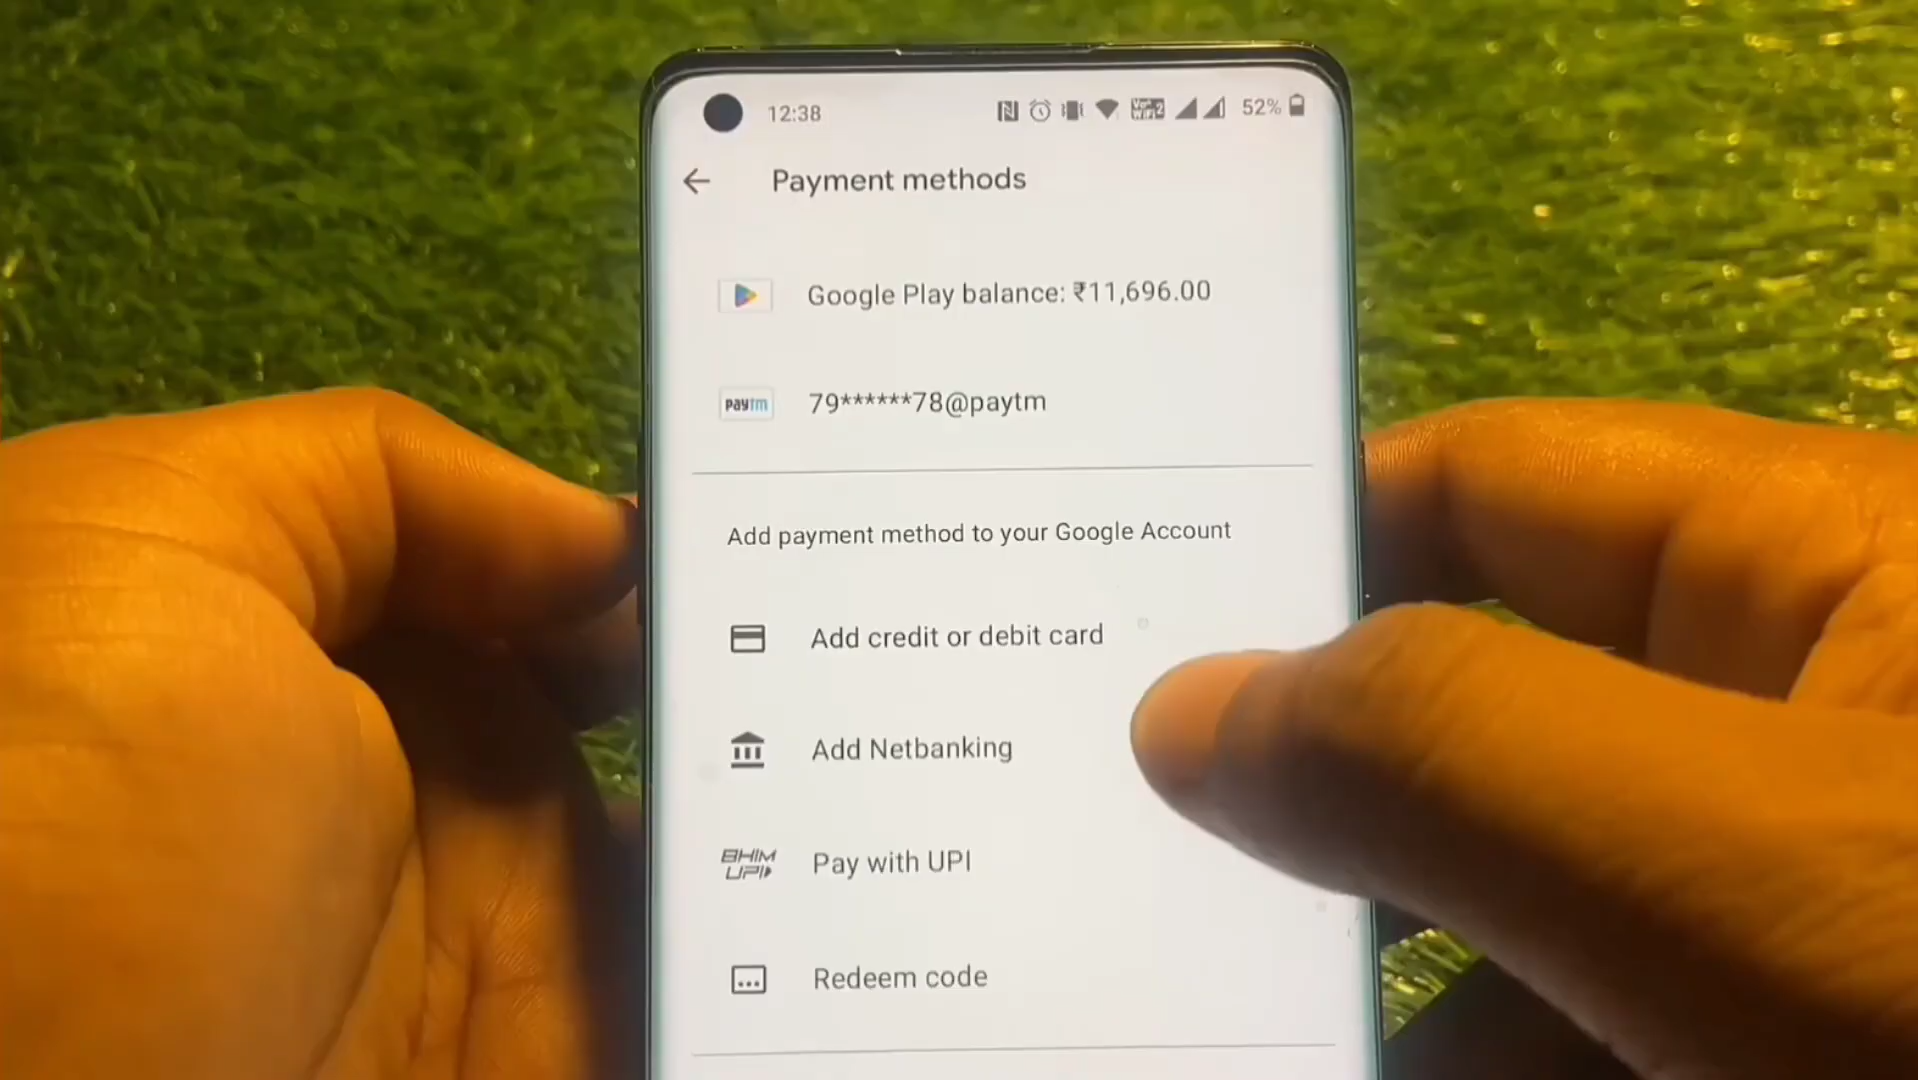 12:38
52%
Payment methods
Google Play balance: ₹11,696.00
paytm
79******78@paytm
Add payment method to your Google Account
Add credit or debit card
Add Netbanking
BHIM
UPI
Pay with UPI
Redeem code